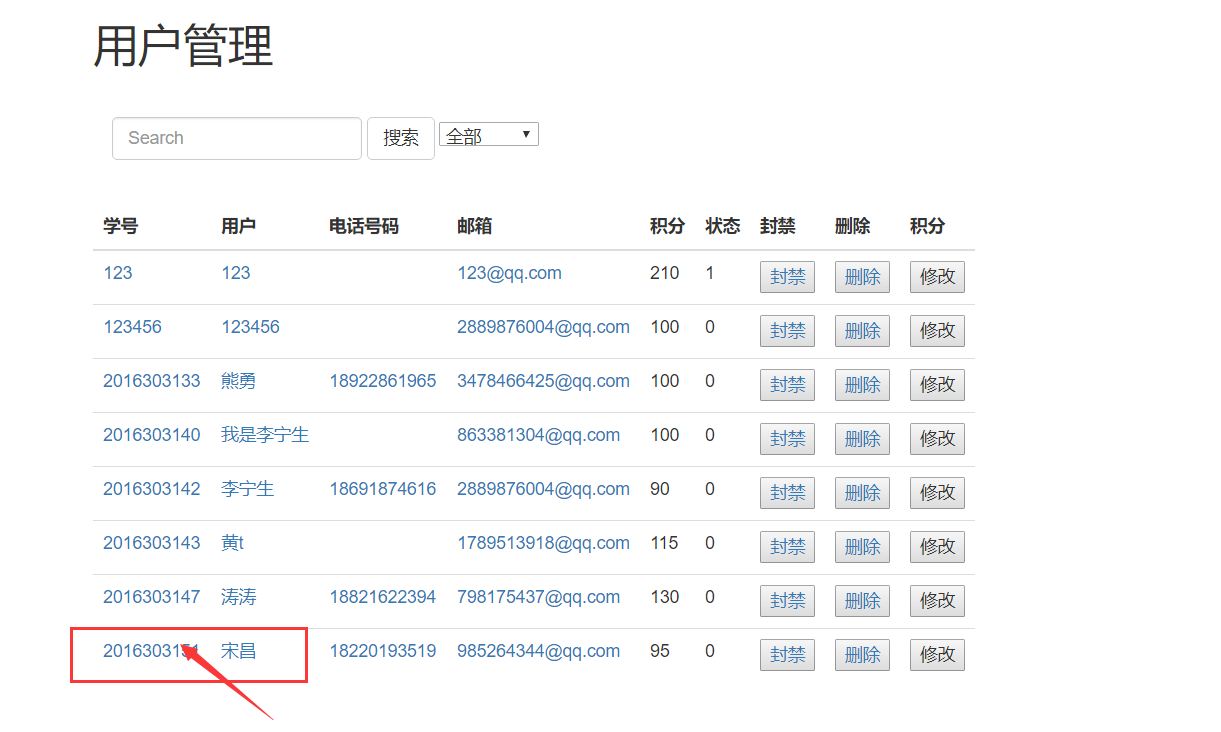 用户管理
Search 搜索 全部
学号 用户 电话号码 邮箱 积分 状态 封禁 删除 积分
123 123 123@qq.com 210 1 封禁 删除 修改
123456 123456 2889876004@qq.com 100 0 封禁 删除 修改
2016303133 熊勇 18922861965 3478466425@qq.com 100 0 封禁 删除 修改
2016303140 我是李宁生 863381304@qq.com 100 0 封禁 删除 修改
2016303142 李宁生 18691874616 2889876004@qq.com 90 0 封禁 删除 修改
2016303143 黄t 1789513918@qq.com 115 0 封禁 删除 修改
2016303147 涛涛 18821622394 798175437@qq.com 130 0 封禁 删除 修改
2016303151 宋昌 18220193519 985264344@qq.com 95 0 封禁 删除 修改